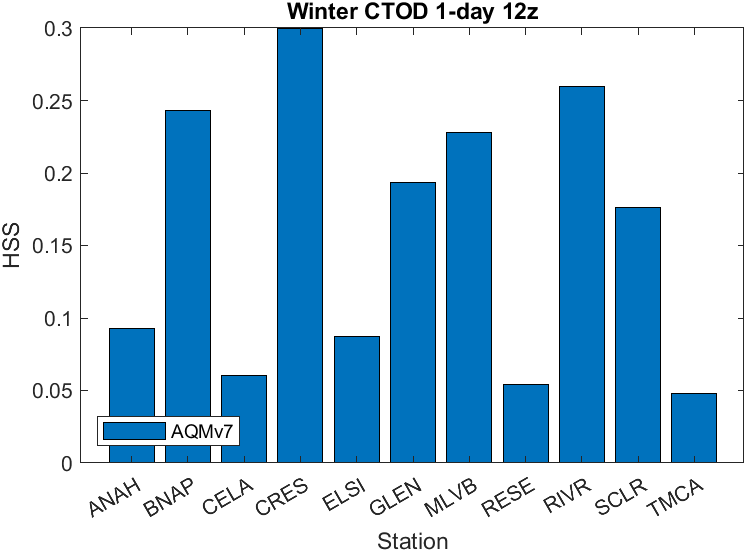 Winter CTOD 1-day 12z
0.3
0.25
0.2
0.15
0.1
0.05
0
HSS
AQMv7
ANAH BNAP CELA CRES ELSI GLEN MLVB RESE RIVR SCLR TMCA
Station